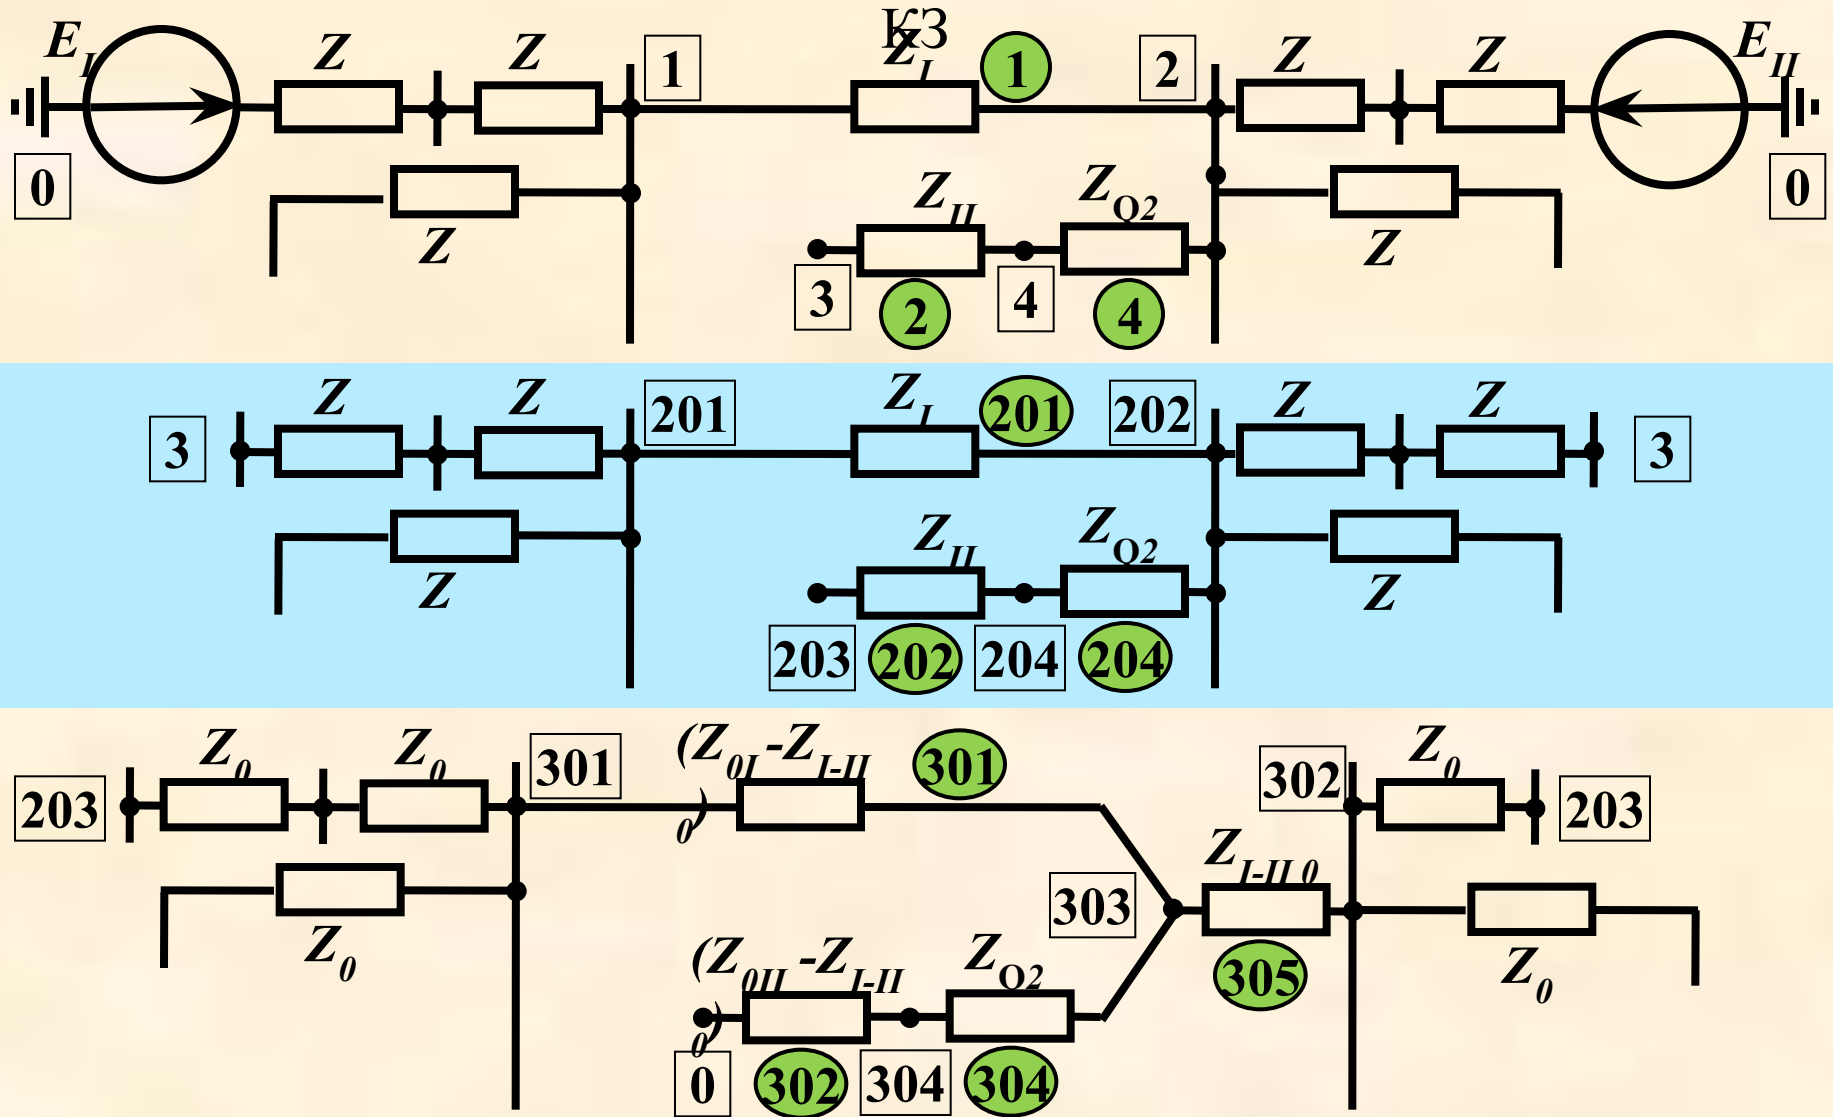 КЗ
E_I Z Z 1 Z_I 1 2 Z Z E_II
0 Z Z_II Z_Q2 Z 0
3 2 4 4
Z Z 201 Z_I 201 202 Z Z
3 3
Z Z_II Z_Q2 Z
203 202 204 204
Z_0 Z_0 301 (Z_0I -Z_I-II 0) 301 302 Z_0
203 203
Z_0 303 Z_I-II 0 Z_0
(Z_0II -Z_I-II 0) Z_Q2 305
0 302 304 304